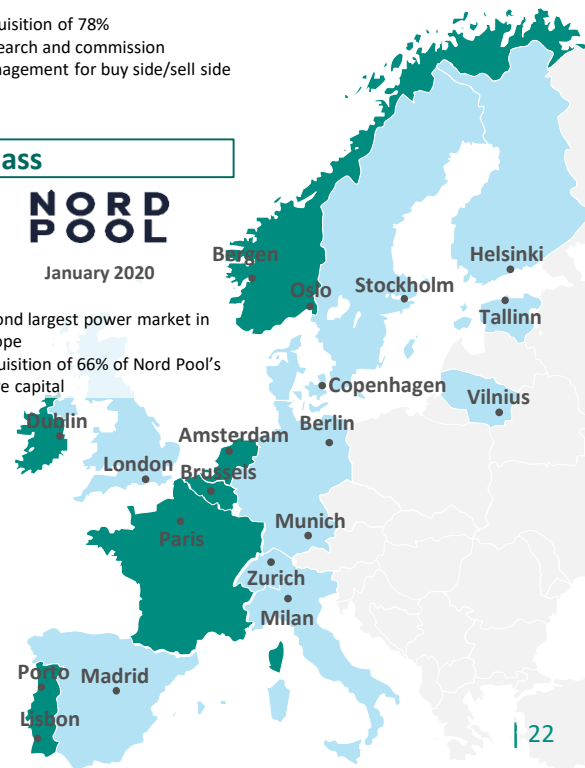 quisition of 78%
earch and commission
nagement for buy side/sell side
ass
NORD
POOL
January 2020
ond largest power market in
ope
quisition of 66% of Nord Pool's
e capital
Bergen
Oslo
Stockholm
Helsinki
Tallinn
Copenhagen
Vilnius
Dublin
Amsterdam
Berlin
London
Brussels
Paris
Munich
Zurich
Milan
Porto
Madrid
Lisbon
| 22